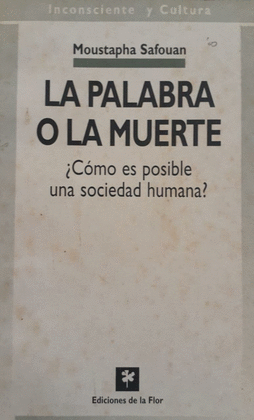 Inconsciente y Cultura
Moustapha Safouan
LA PALABRA
O LA MUERTE
¿Cómo es posible
una sociedad humana?
Ediciones de la Flor